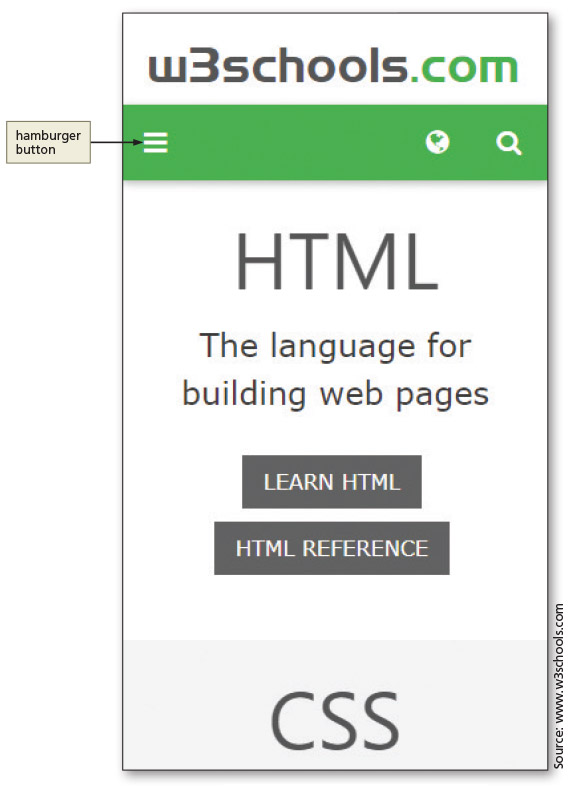 w3schools.com
hamburger
button
HTML
The language for
building web pages
LEARN HTML
HTML REFERENCE
CSS
Source: www.w3schools.com